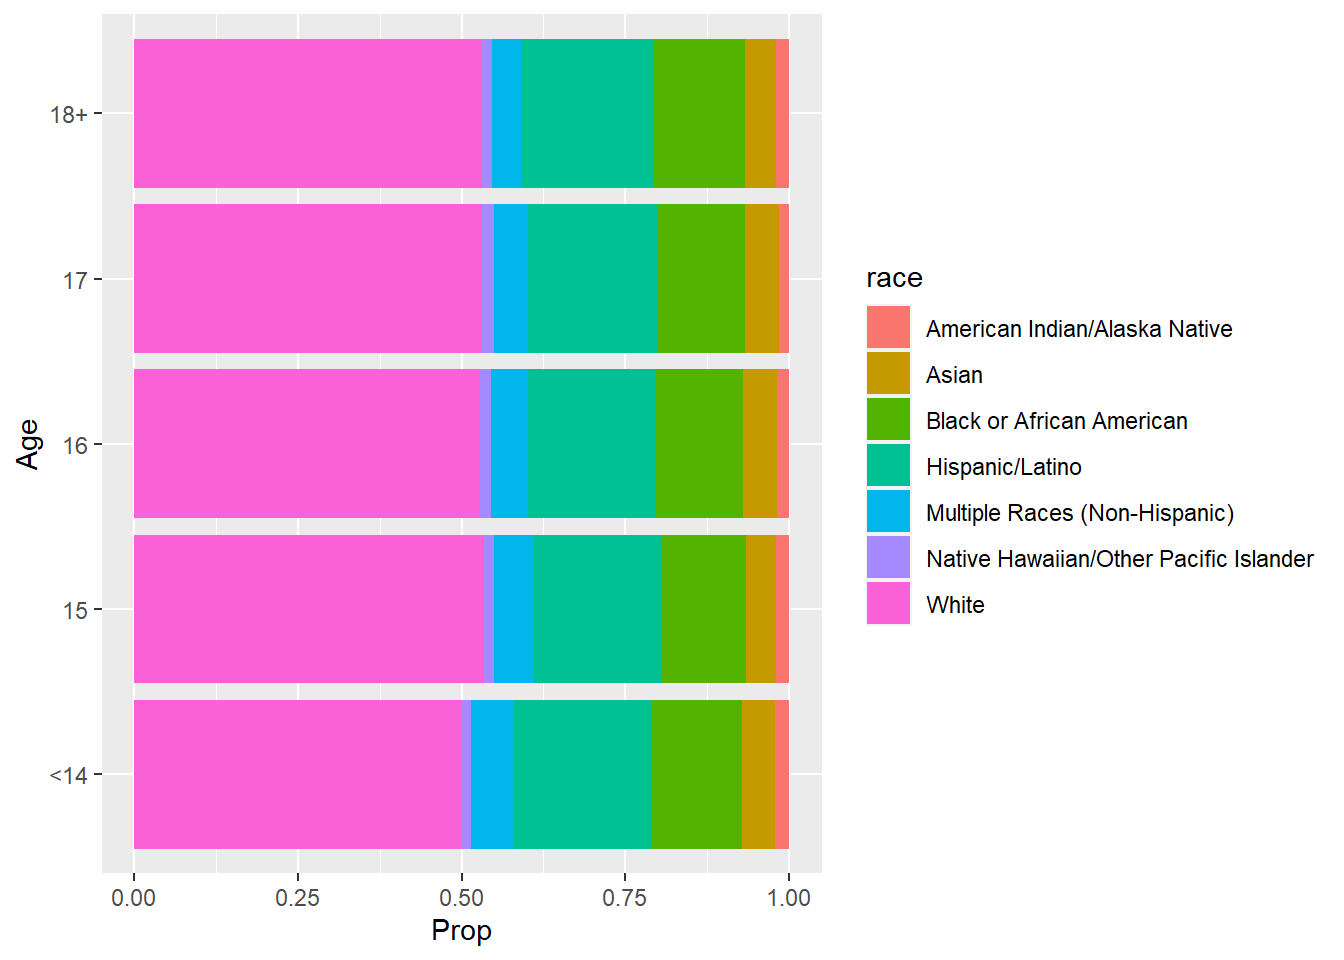 18+
17
16
15
<14
Age
0.00 0.25 0.50 0.75 1.00
Prop
race
American Indian/Alaska Native
Asian
Black or African American
Hispanic/Latino
Multiple Races (Non-Hispanic)
Native Hawaiian/Other Pacific Islander
White